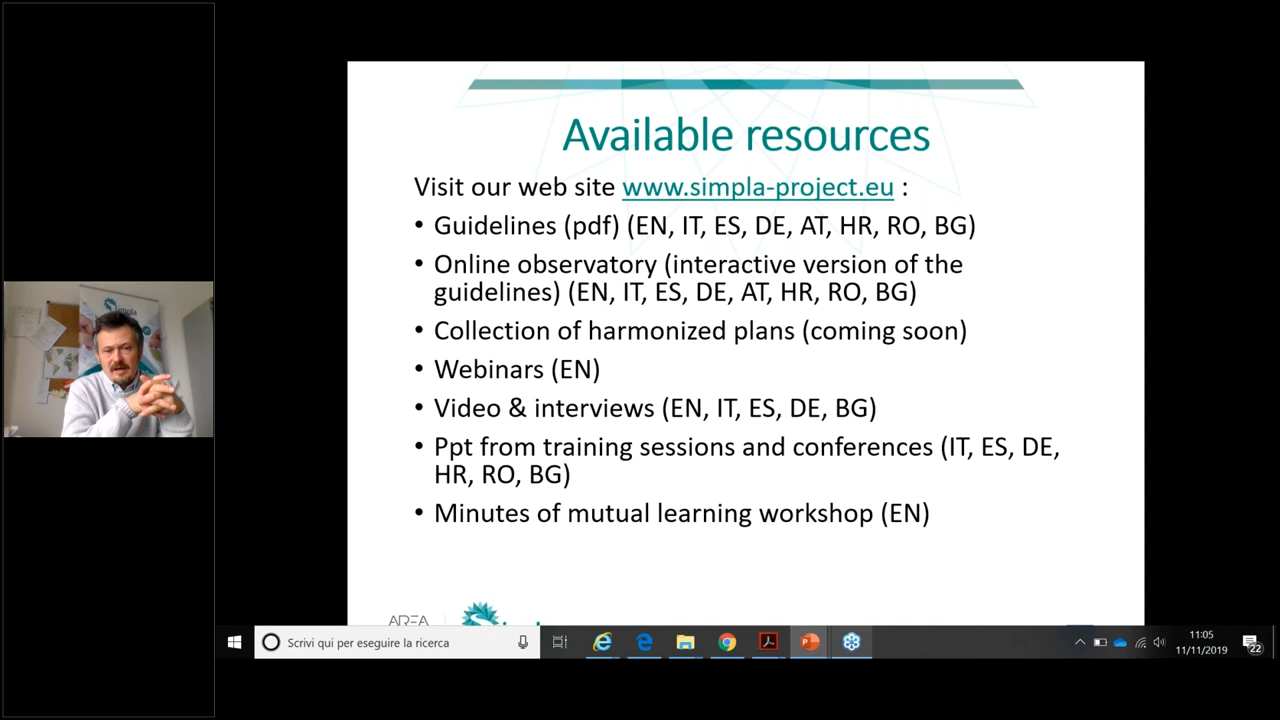 Available resources
Visit our web site www.simpla-project.eu :
• Guidelines (pdf) (EN, IT, ES, DE, AT, HR, RO, BG)
• Online observatory (interactive version of the
guidelines) (EN, IT, ES, DE, AT, HR, RO, BG)
• Collection of harmonized plans (coming soon)
• Webinars (EN)
• Video & interviews (EN, IT, ES, DE, BG)
• Ppt from training sessions and conferences (IT, ES, DE,
HR, RO, BG)
• Minutes of mutual learning workshop (EN)
AREA
Scrivi qui per eseguire la ricerca
11:05
11/11/2019
22